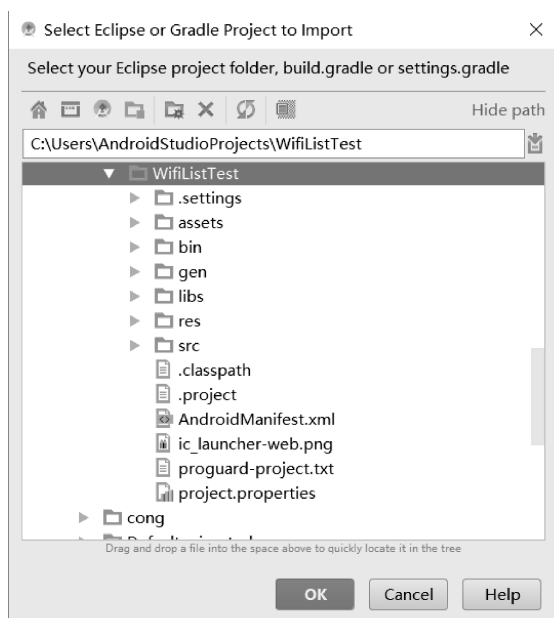 Select Eclipse or Gradle Project to Import
Select your Eclipse project folder, build.gradle or settings.gradle
Hide path
C:\Users\AndroidStudioProjects\WifiListTest
WifiListTest
.settings
assets
bin
gen
libs
res
src
.classpath
.project
AndroidManifest.xml
ic_launcher-web.png
proguard-project.txt
project.properties
cong
Drag and drop a file into the space above to quickly locate it in the tree
OK Cancel Help